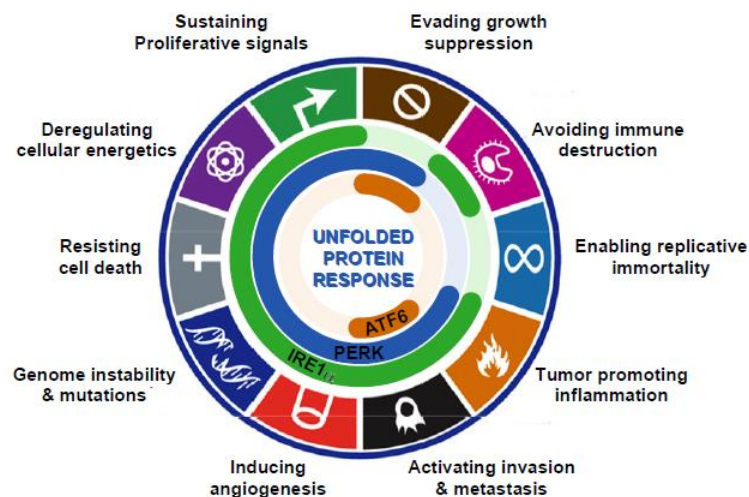 Sustaining
Proliferative signals
Evading growth
suppression
Deregulating
cellular energetics
Avoiding immune
destruction
Resisting
cell death
UNFOLDED
PROTEIN
RESPONSE
Enabling replicative
immortality
ATF6
PERK
IRE1α
Genome instability
& mutations
Tumor promoting
inflammation
Inducing
angiogenesis
Activating invasion
& metastasis